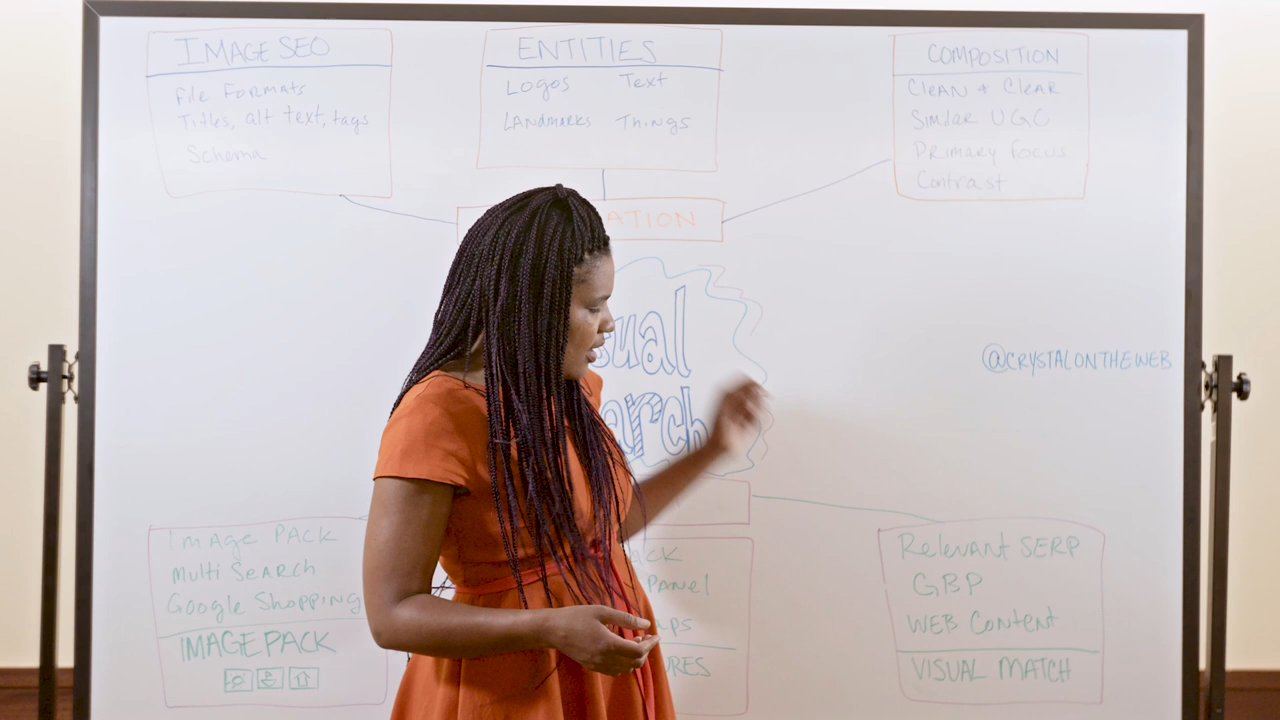 IMAGE SEO
File Formats
Titles, alt text, tags
Schema
ENTITIES
Logos Text
Landmarks Things
COMPOSITION
Clean + Clear
Similar UGC
Primary focus
Contrast
ATION
ual
arch
@CRYSTALONTHEWEB
Image Pack
Multi Search
Google Shopping
IMAGE PACK
ack
Panel
ps
RES
Relevant SERP
GBP
WEB Content
VISUAL MATCH